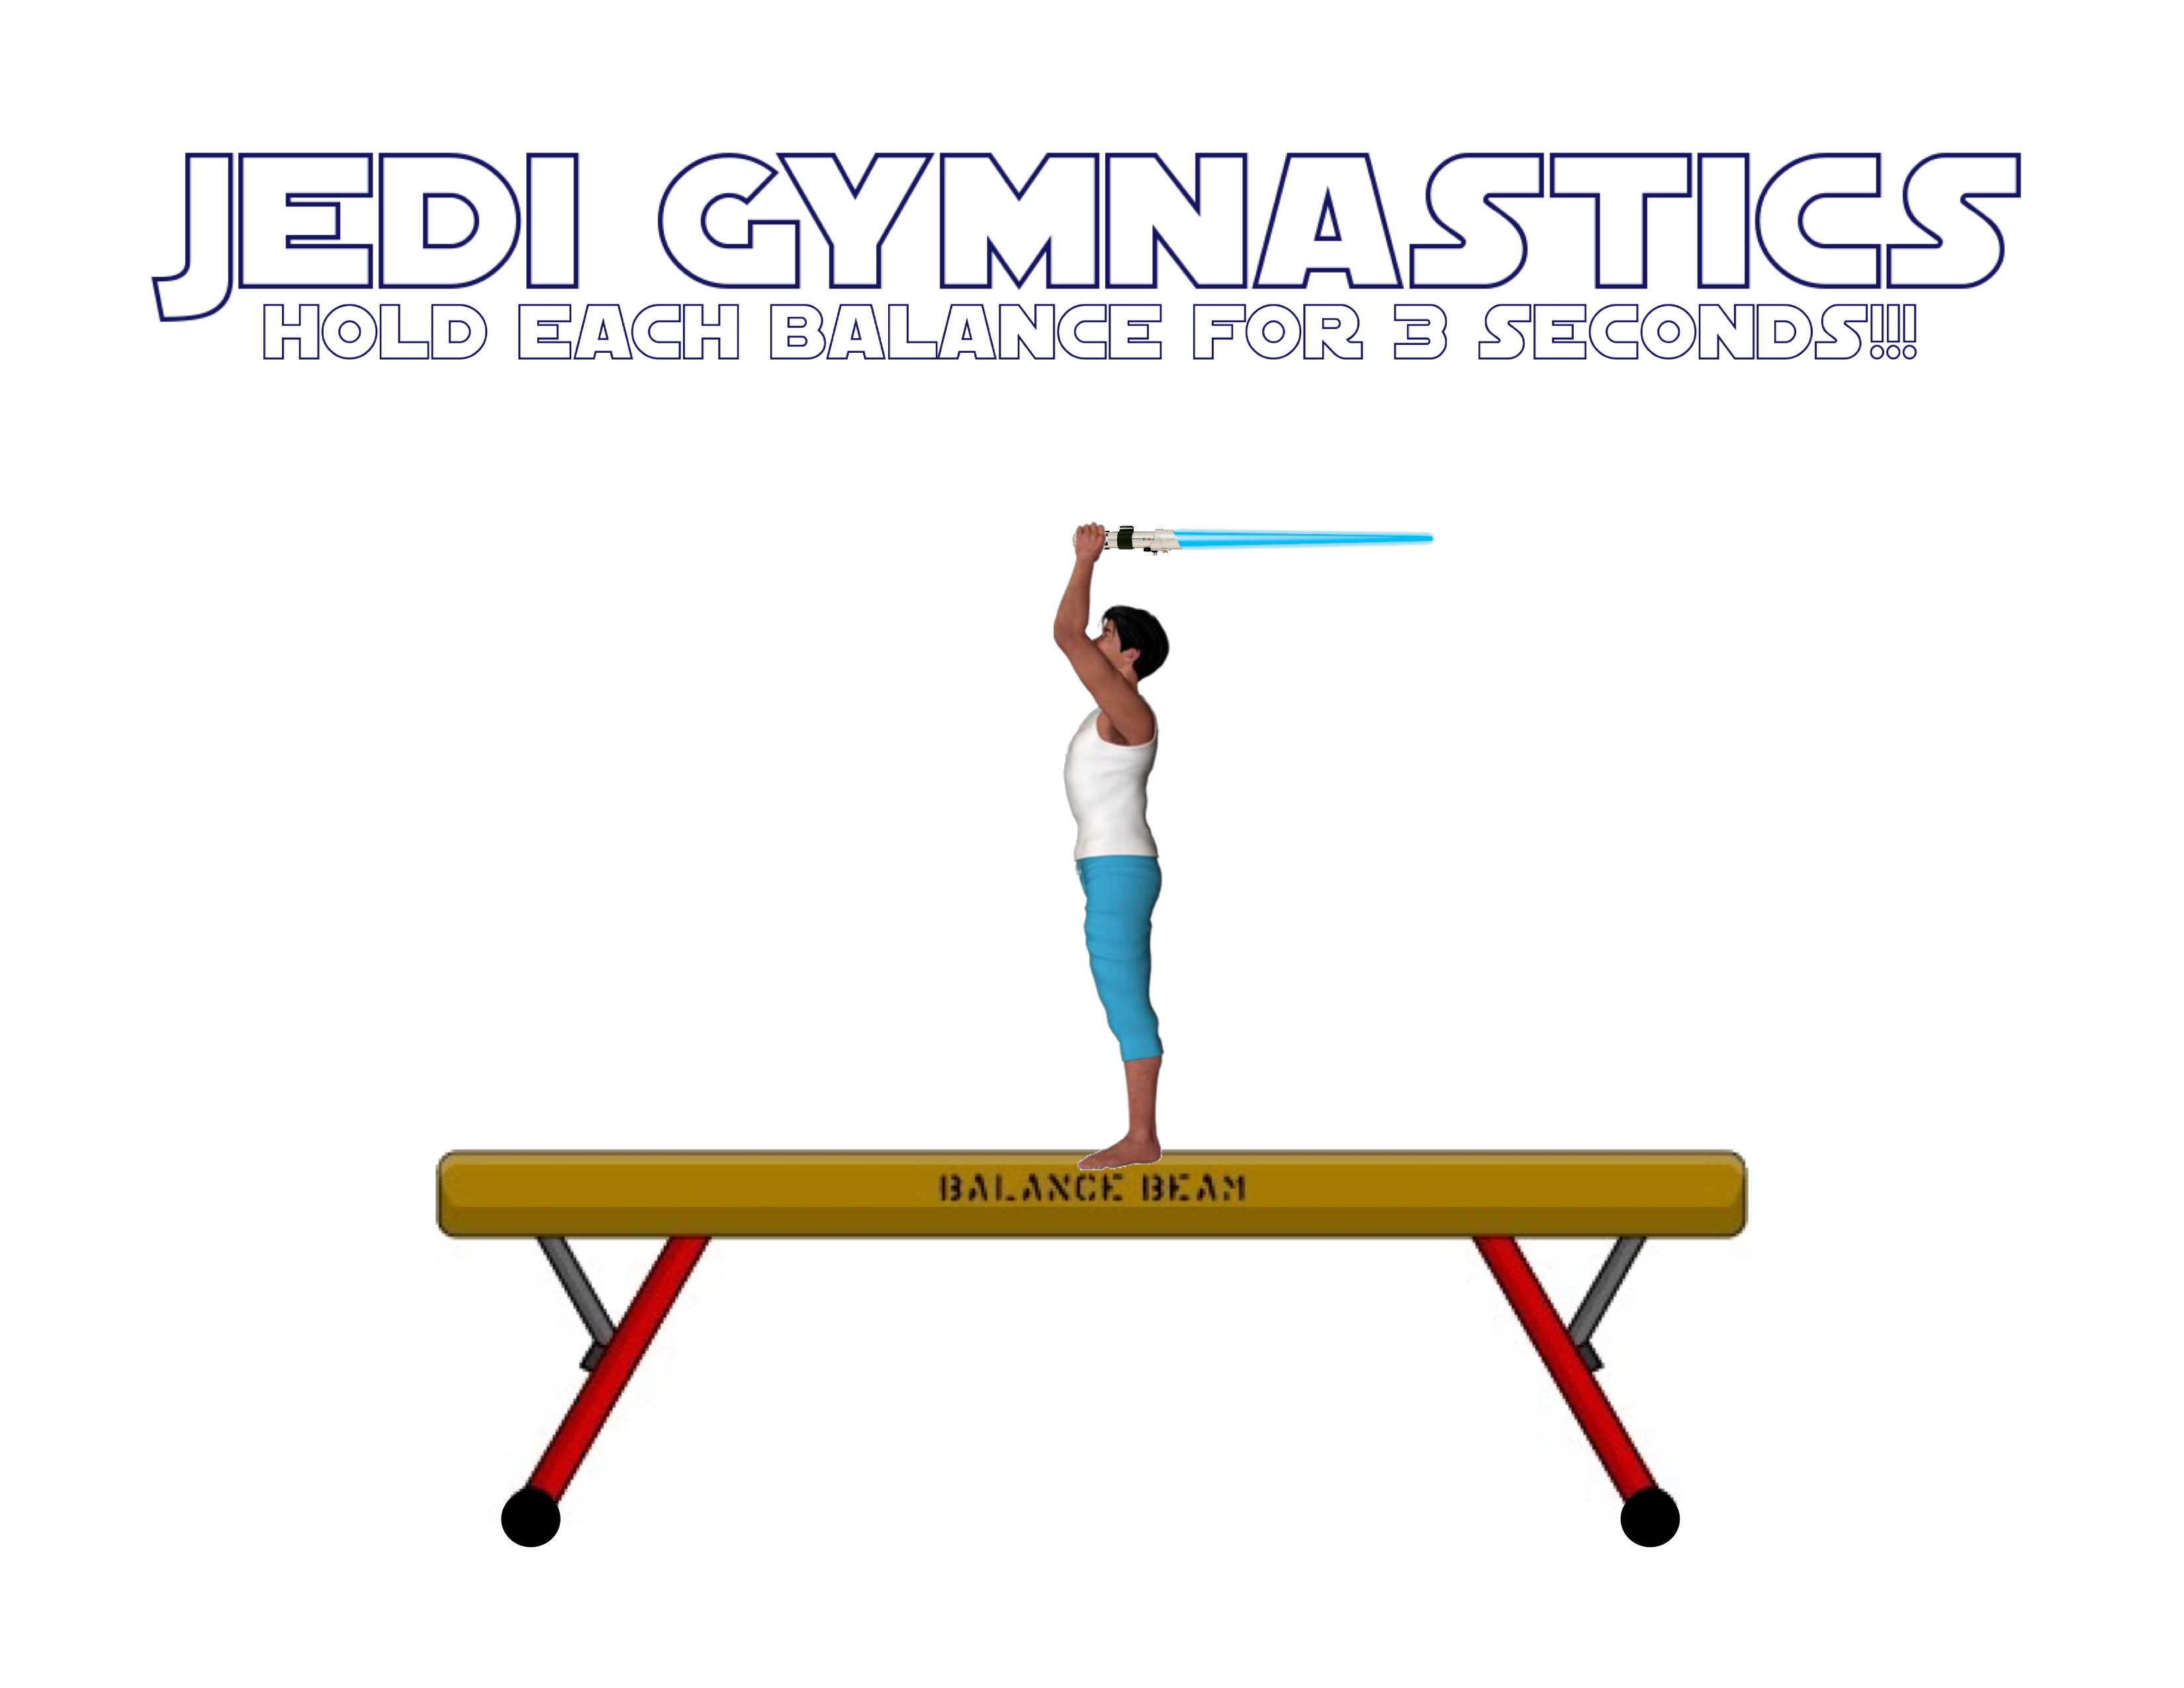 JEDI GYMNASTICS
HOLD EACH BALANCE FOR 3 SECONDS!!!
BALANCE BEAM